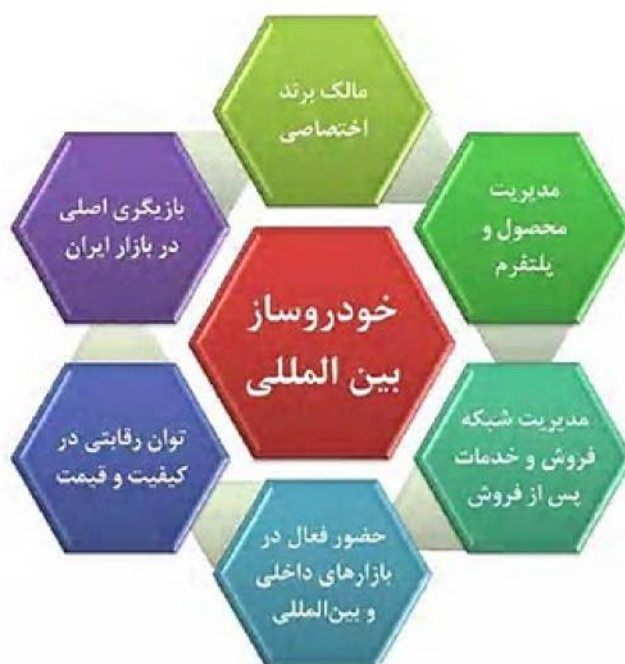 مالک برند
اختصاصی
مدیریت
محصول و
پلتفرم
مدیریت شبکه
فروش و خدمات
پس از فروش
حضور فعال در
بازارهای داخلی
و بین‌المللی
توان رقابتی در
کیفیت و قیمت
بازیگری اصلی
در بازار ایران
خودروساز
بین المللی